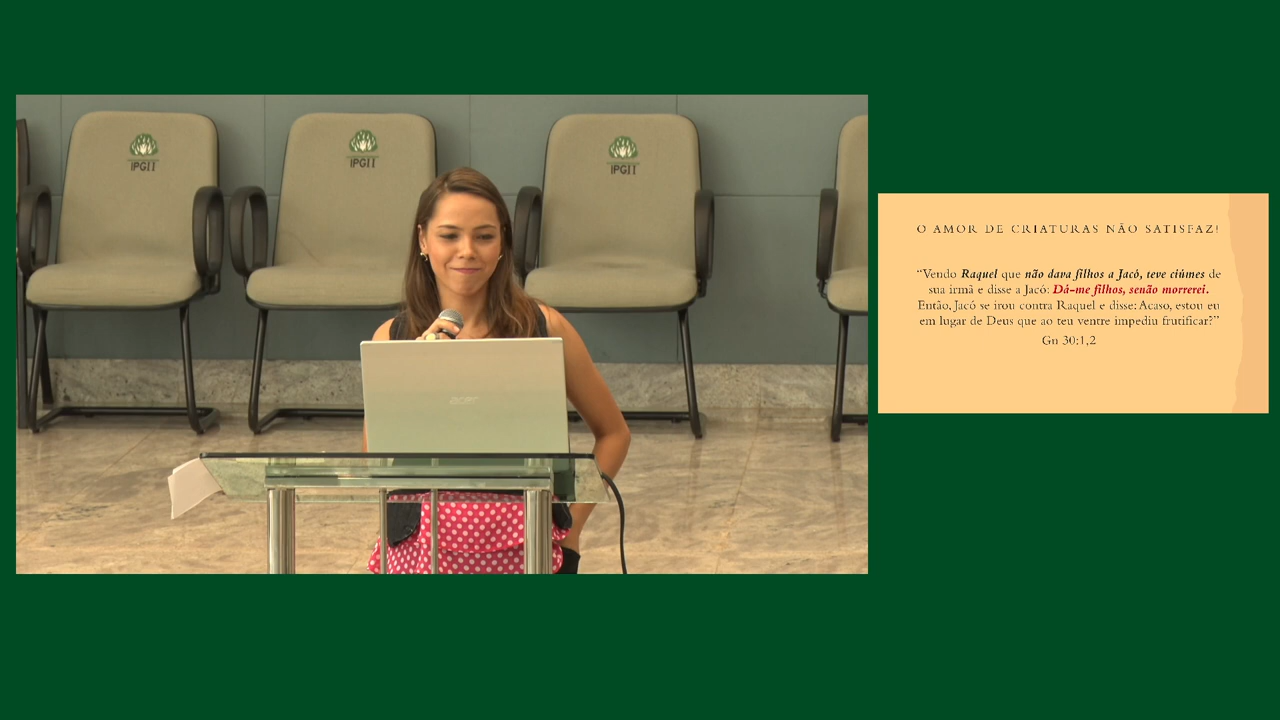 IPGII
IPGII
IPGII
acer
O AMOR DE CRIATURAS NÃO SATISFAZ!
“Vendo Raquel que não dava filhos a Jacó, teve ciúmes de
sua irmã e disse a Jacó: Dá-me filhos, senão morrerei.
Então, Jacó se irou contra Raquel e disse: Acaso, estou eu
em lugar de Deus que ao teu ventre impediu frutificar?”
Gn 30:1,2